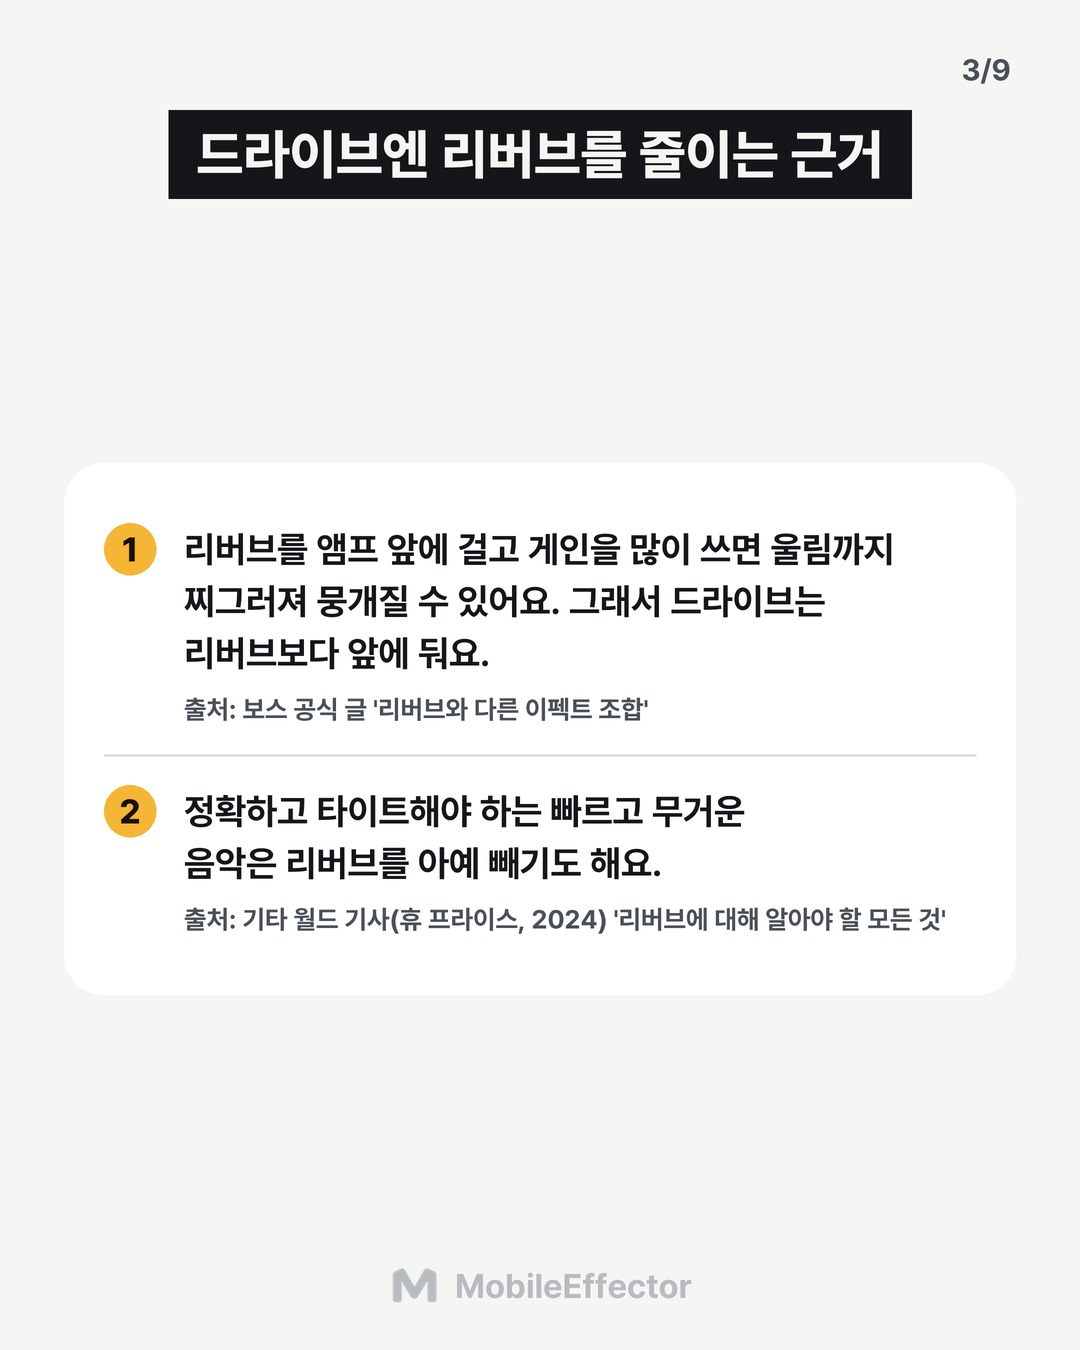 3/9
드라이브엔 리버브를 줄이는 근거
1 리버브를 앰프 앞에 걸고 게인을 많이 쓰면 울림까지
찌그러져 뭉개질 수 있어요. 그래서 드라이브는
리버브보다 앞에 둬요.
출처: 보스 공식 글 '리버브와 다른 이펙트 조합'
2 정확하고 타이트해야 하는 빠르고 무거운
음악은 리버브를 아예 빼기도 해요.
출처: 기타 월드 기사(휴 프라이스, 2024) '리버브에 대해 알아야 할 모든 것'
MobileEffector